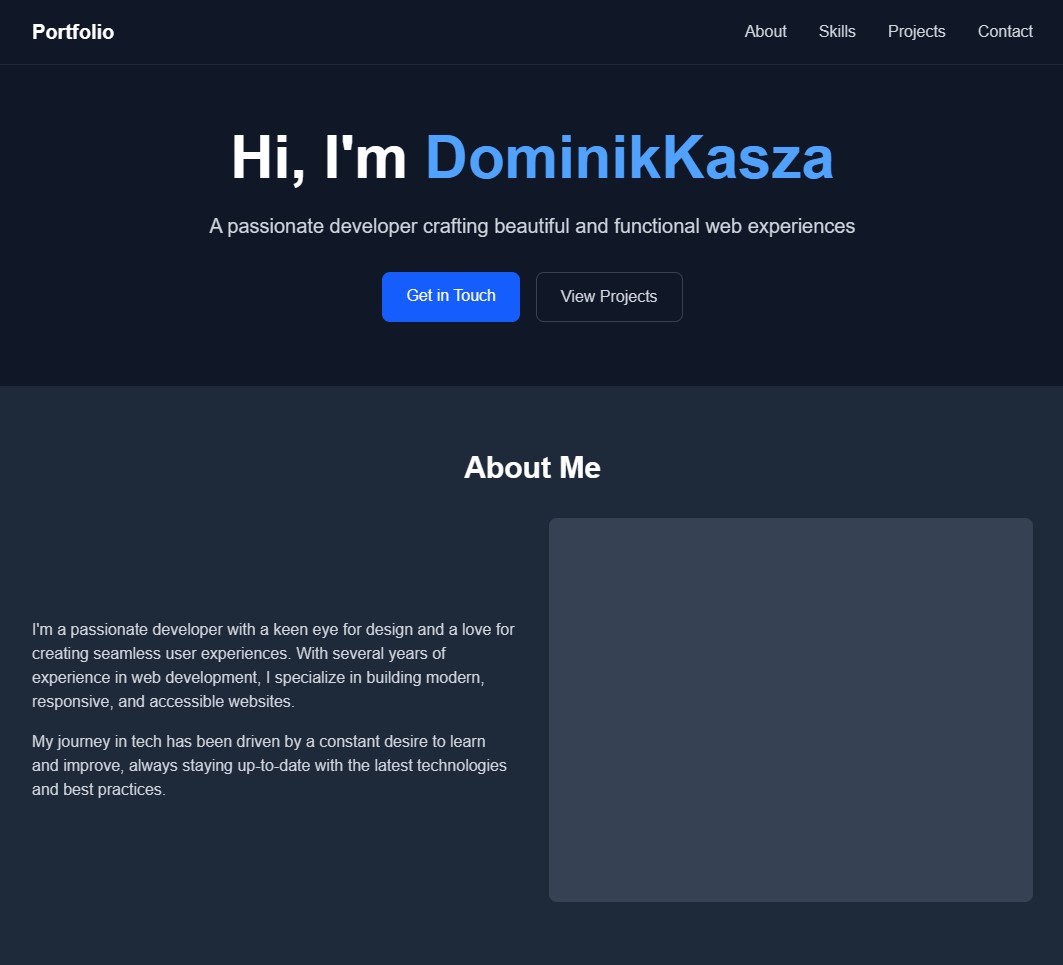 Portfolio
About Skills Projects Contact
Hi, I'm DominikKasza
A passionate developer crafting beautiful and functional web experiences
Get in Touch
View Projects
About Me
I'm a passionate developer with a keen eye for design and a love for
creating seamless user experiences. With several years of
experience in web development, I specialize in building modern,
responsive, and accessible websites.
My journey in tech has been driven by a constant desire to learn
and improve, always staying up-to-date with the latest technologies
and best practices.